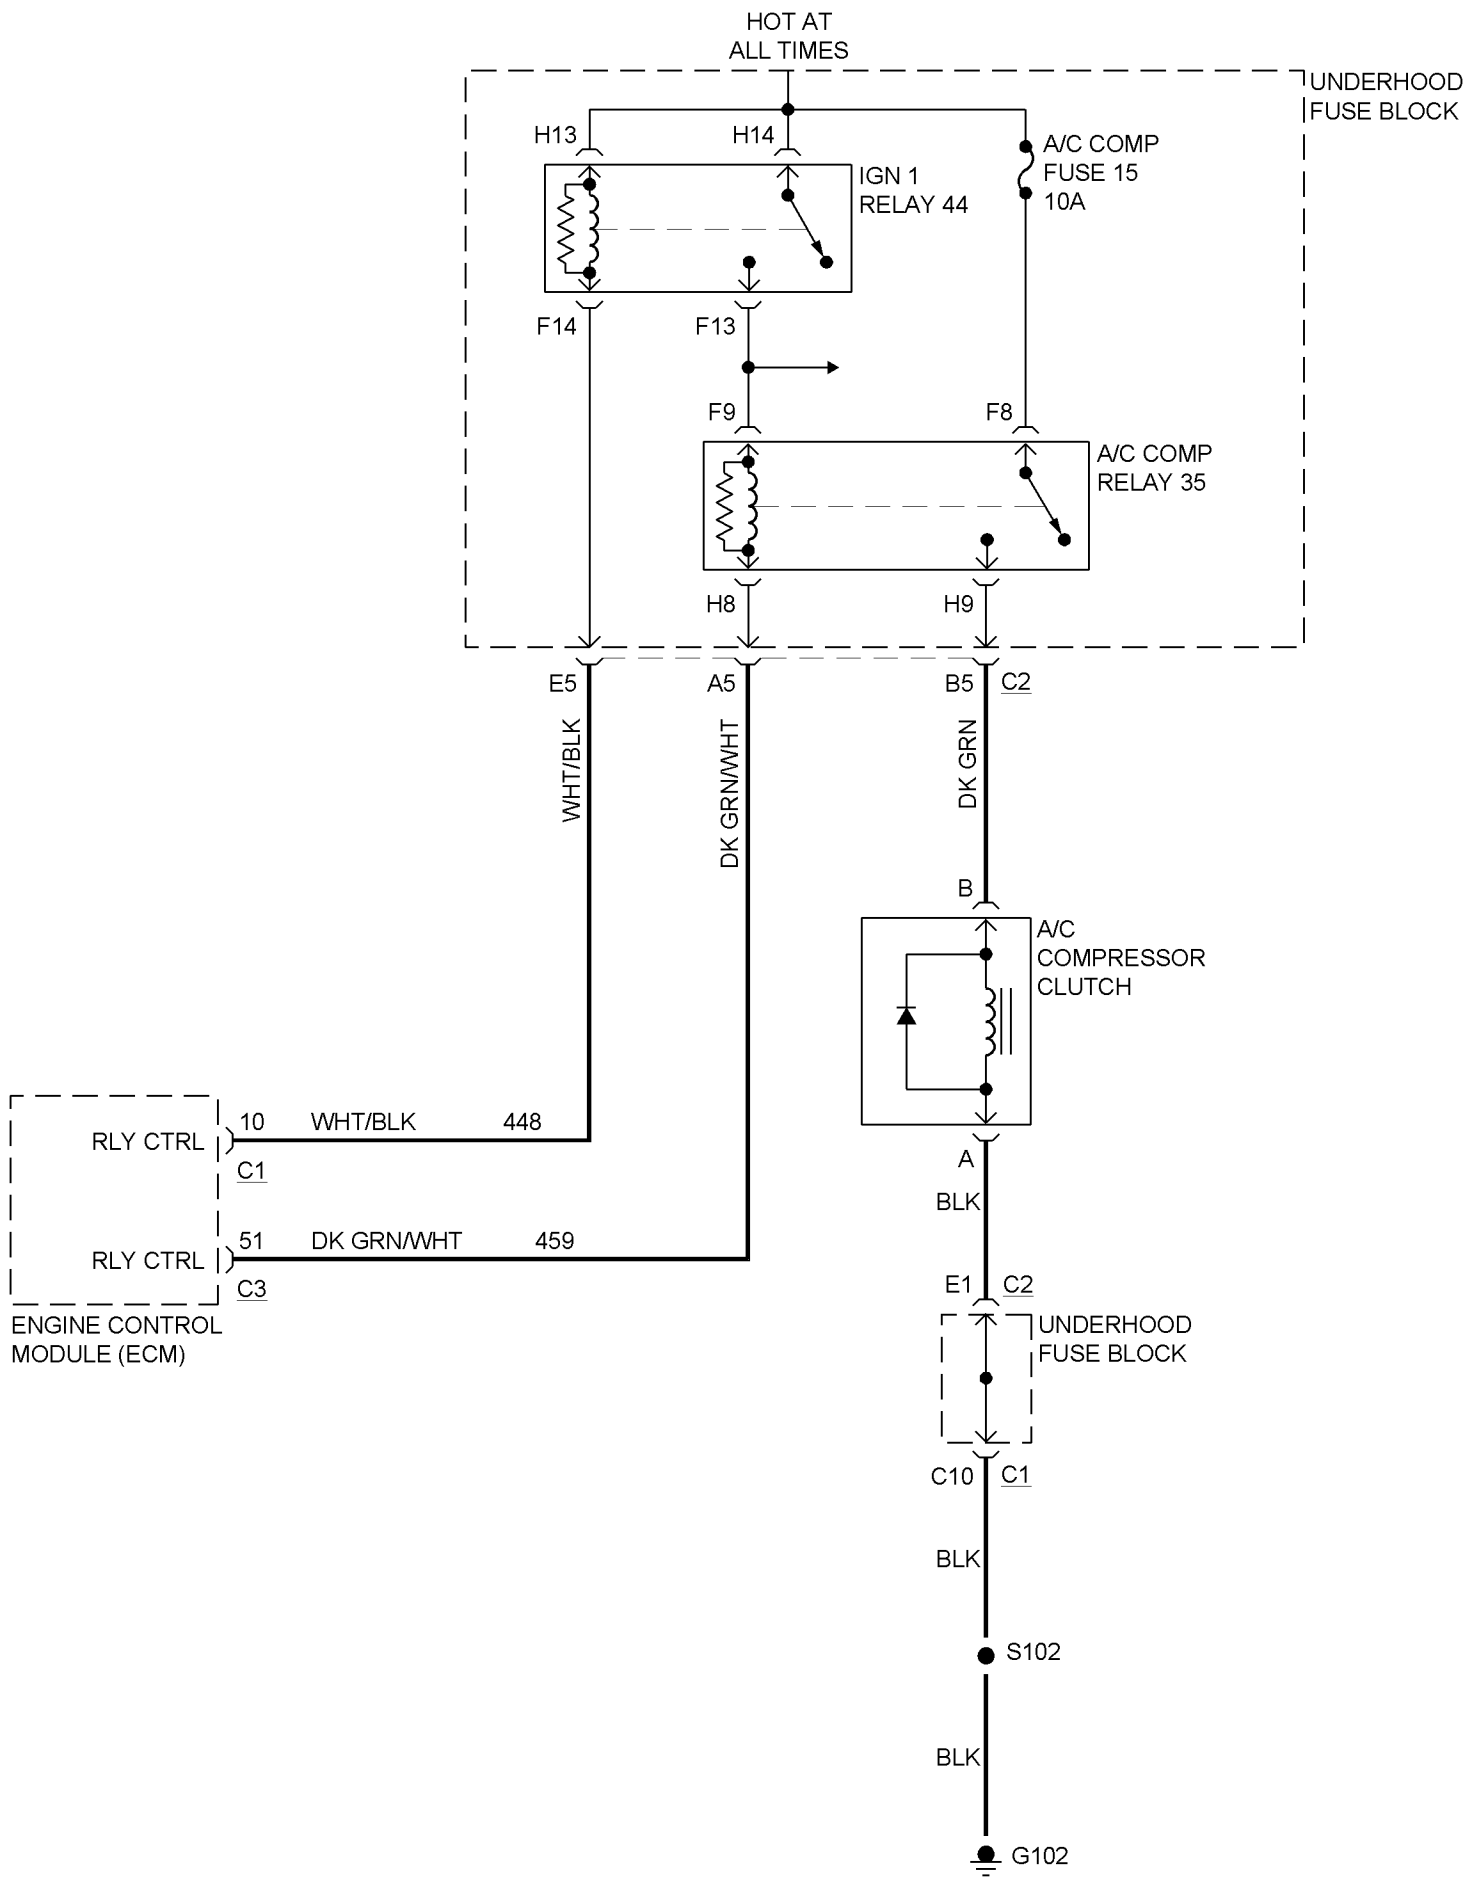 HOT AT
ALL TIMES
UNDERHOOD
FUSE BLOCK
H13
H14
A/C COMP
FUSE 15
10A
IGN 1
RELAY 44
F14
F13
F9
F8
A/C COMP
RELAY 35
H8
H9
E5
A5
B5
C2
WHT/BLK
DK GRN/WHT
DK GRN
B
A/C
COMPRESSOR
CLUTCH
10
WHT/BLK
448
RLY CTRL
C1
A
BLK
51
DK GRN/WHT
459
RLY CTRL
C3
ENGINE CONTROL
MODULE (ECM)
E1
C2
UNDERHOOD
FUSE BLOCK
C10
C1
BLK
S102
BLK
G102